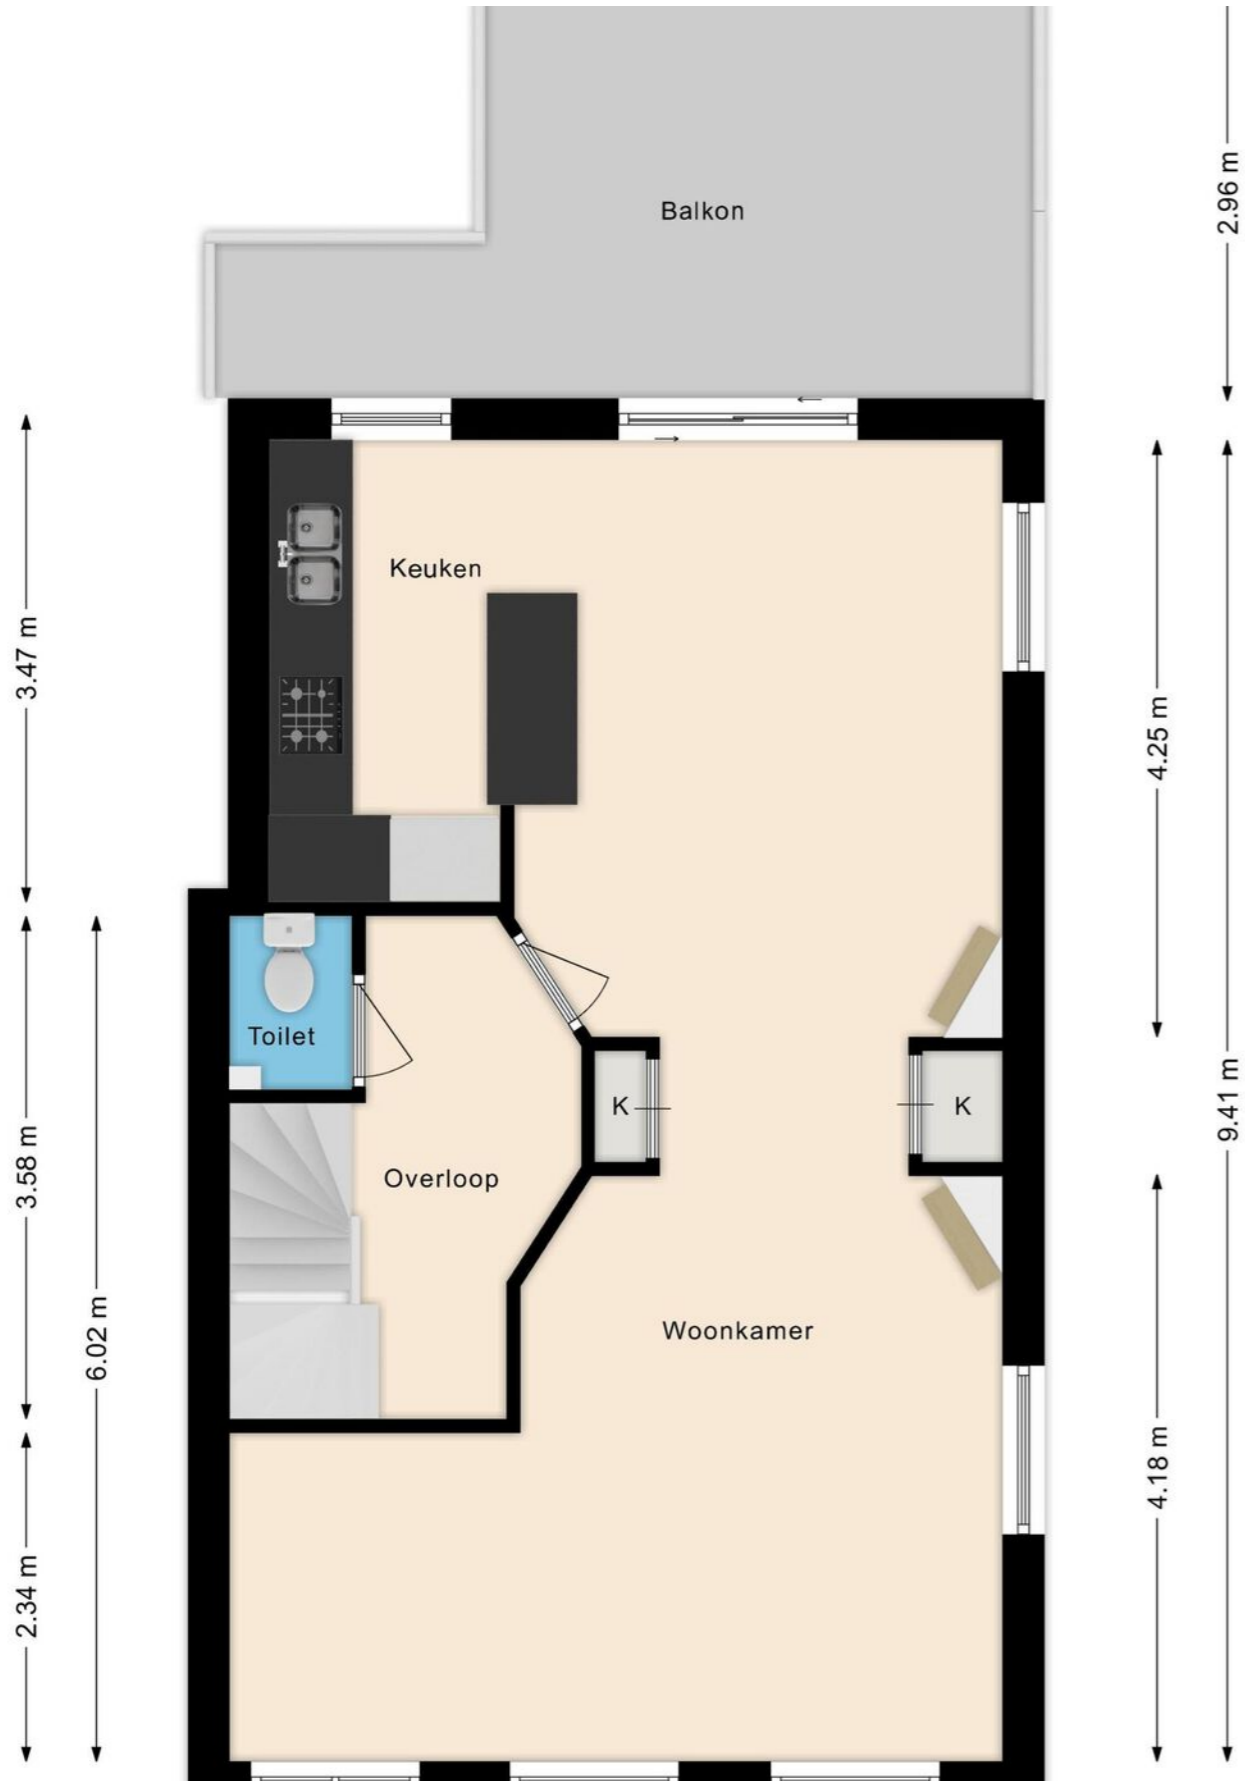 Balkon
2.96 m
Keuken
3.47 m
4.25 m
Toilet
K
K
9.41 m
3.58 m
Overloop
6.02 m
Woonkamer
4.18 m
2.34 m